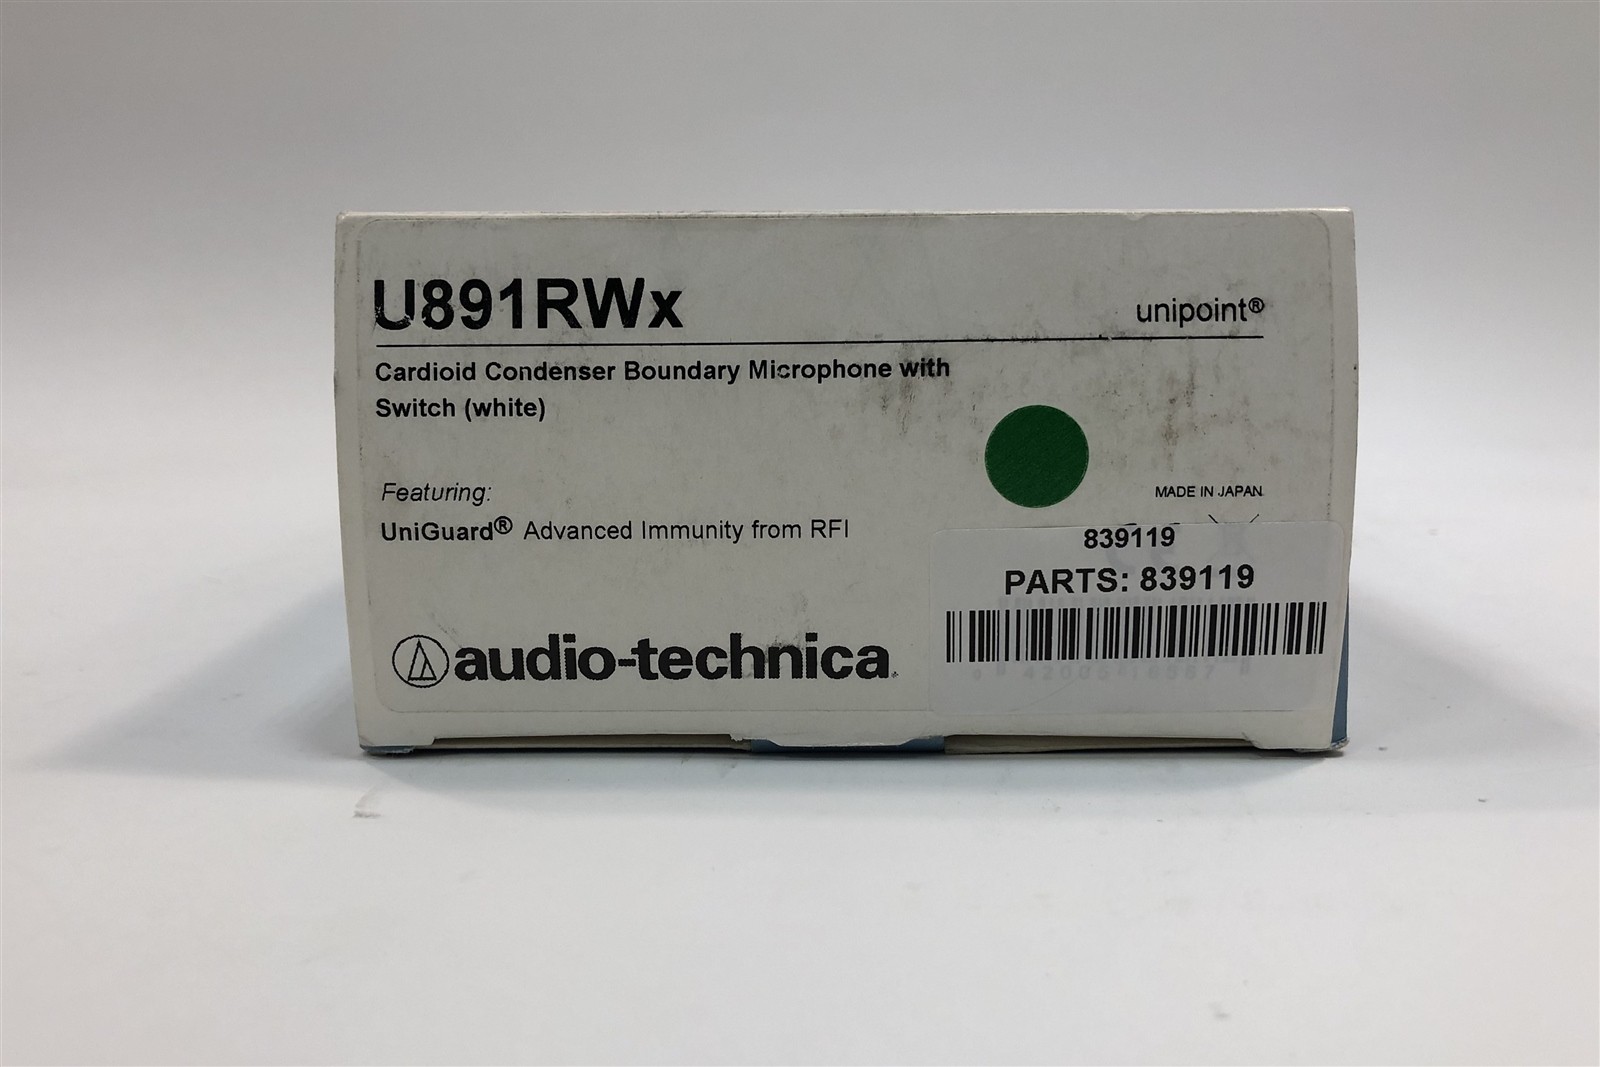 U891RWx
unipoint®
Cardioid Condenser Boundary Microphone with
Switch (white)
Featuring:
UniGuard® Advanced Immunity from RFI
MADE IN JAPAN
839119
PARTS: 839119
audio-technica